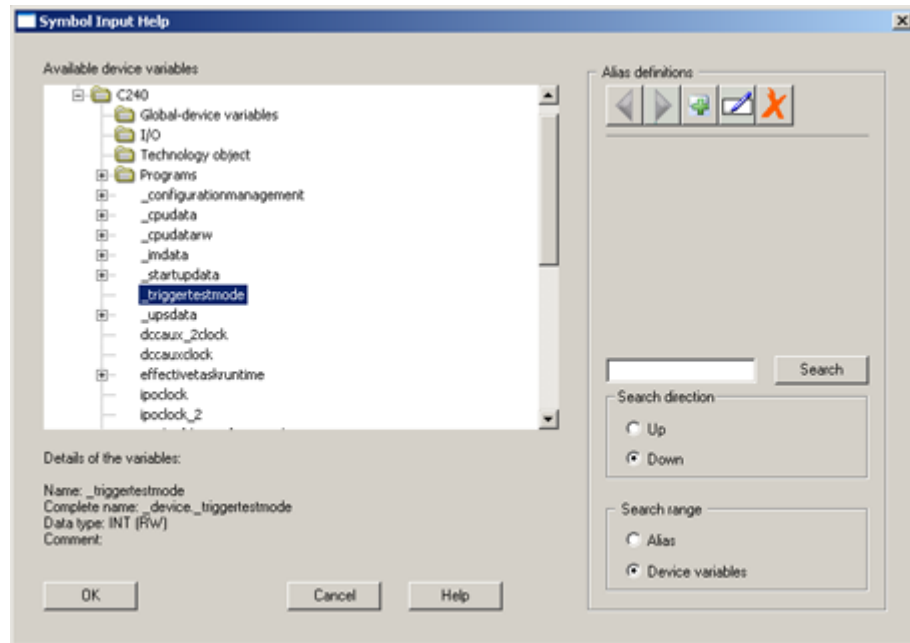 Symbol Input Help
Available device variables
C240
Global-device variables
I/O
Technology object
Programs
_configurationmanagement
_cpudata
_cpudatarw
_imdata
_startupdata
_triggertestmode
_upsdata
dccaux_2clock
dccauxclock
effectivetaskruntime
ipoclock
ipoclock_2
Details of the variables:
Name: _triggertestmode
Complete name: _device._triggertestmode
Data type: INT (RW)
Comment:
OK
Cancel
Help
Alias definitions
Search
Search direction
Up
Down
Search range
Alias
Device variables